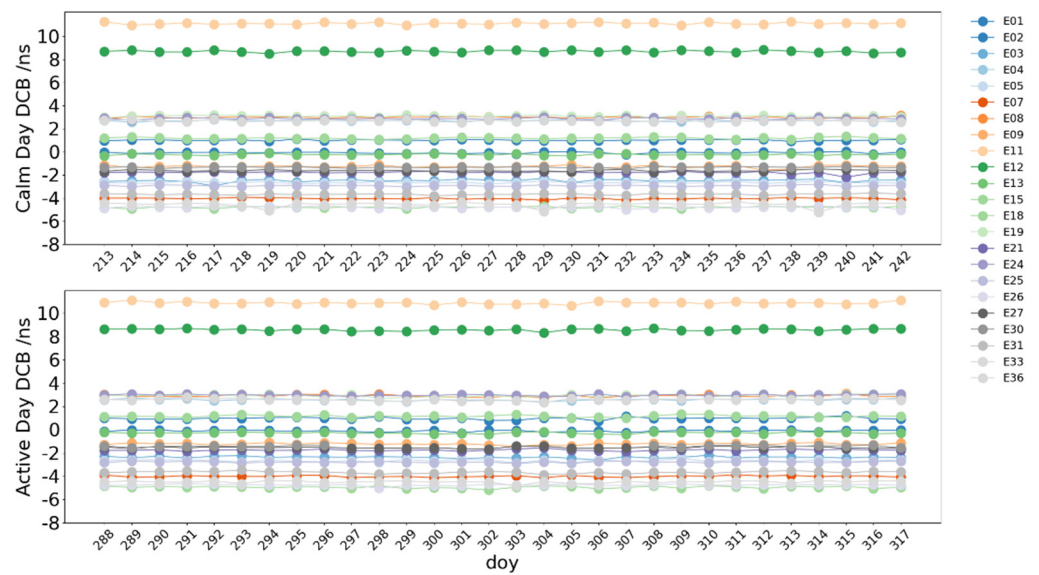 Calm Day DCB /ns
10
8
6
4
2
0
-2
-4
-6
-8
213 214 215 216 217 218 219 220 221 222 223 224 225 226 227 228 229 230 231 232 233 234 235 236 237 238 239 240 241 242
Active Day DCB /ns
10
8
6
4
2
0
-2
-4
-6
-8
288 289 290 291 292 293 294 295 296 297 298 299 300 301 302 303 304 305 306 307 308 309 310 311 312 313 314 315 316 317
doy
E01
E02
E03
E04
E05
E07
E08
E09
E11
E12
E13
E15
E18
E19
E21
E24
E25
E26
E27
E30
E31
E33
E36